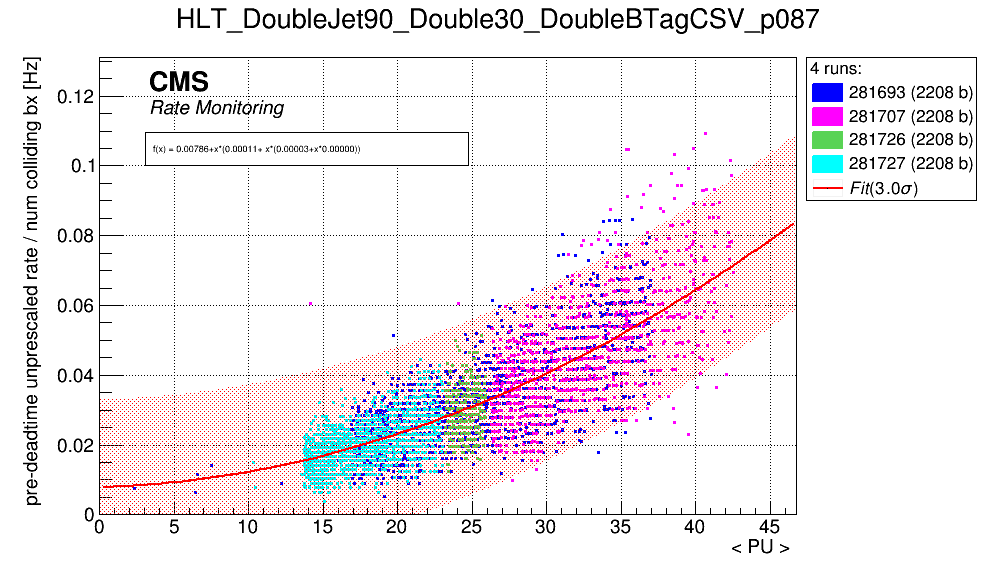 HLT_DoubleJet90_Double30_DoubleBTagCSV_p087
pre-deadtime unprescaled rate / num colliding bx [Hz]
CMS
Rate Monitoring
f(x) = 0.00786+x*(0.00011+ x*(0.00003+x*0.00000))
0.12
0.1
0.08
0.06
0.04
0.02
0
0 5 10 15 20 25 30 35 40 45
< PU >
4 runs:
281693 (2208 b)
281707 (2208 b)
281726 (2208 b)
281727 (2208 b)
Fit(3.0σ)